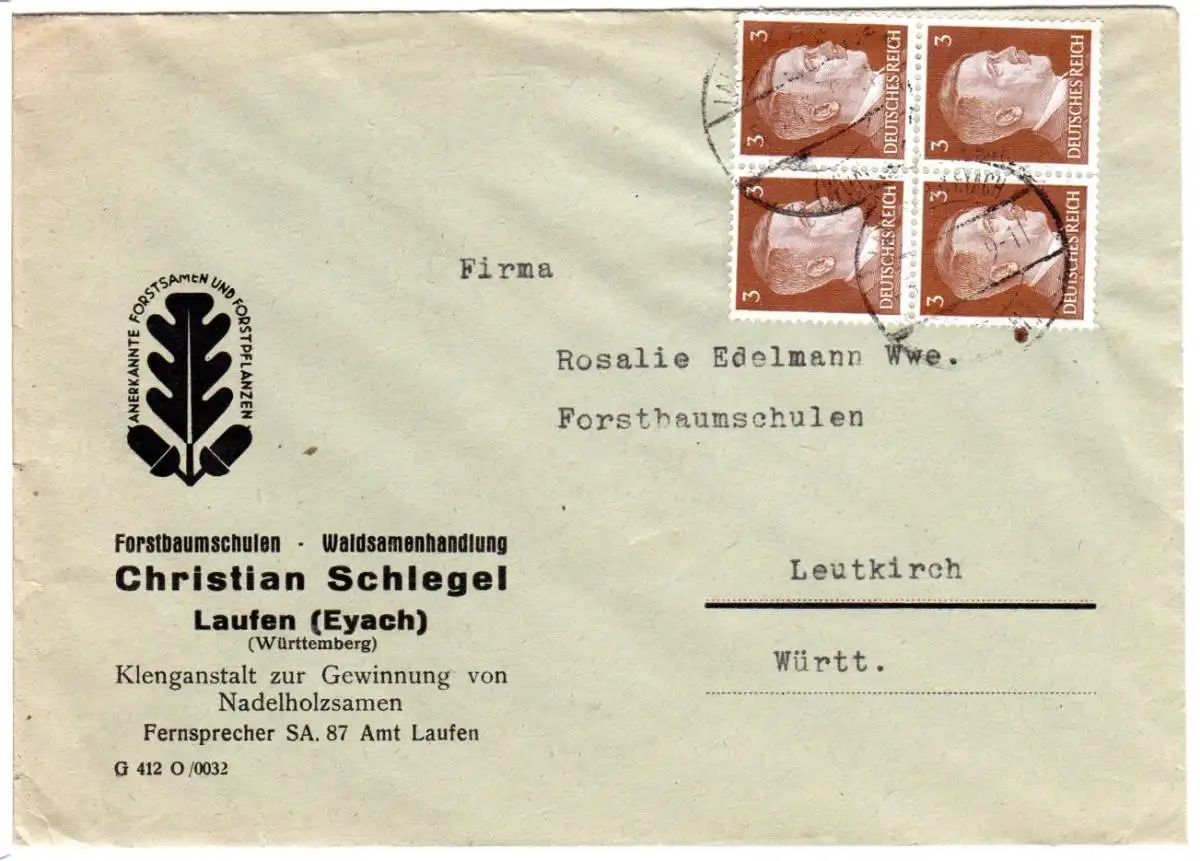 3 DEUTSCHES REICH
3 DEUTSCHES REICH
3 DEUTSCHES REICH
3 DEUTSCHES REICH
EYACH
Firma
Rosalie Edelmann Wwe.
Forstbaumschulen
Leutkirch
Württ.
ANERKANNTE FORSTSAMEN UND FORSTPFLANZEN
Forstbaumschulen · Waldsamenhandlung
Christian Schlegel
Laufen (Eyach)
(Württemberg)
Klenganstalt zur Gewinnung von
Nadelholzsamen
Fernsprecher SA. 87 Amt Laufen
G 412 O/0032